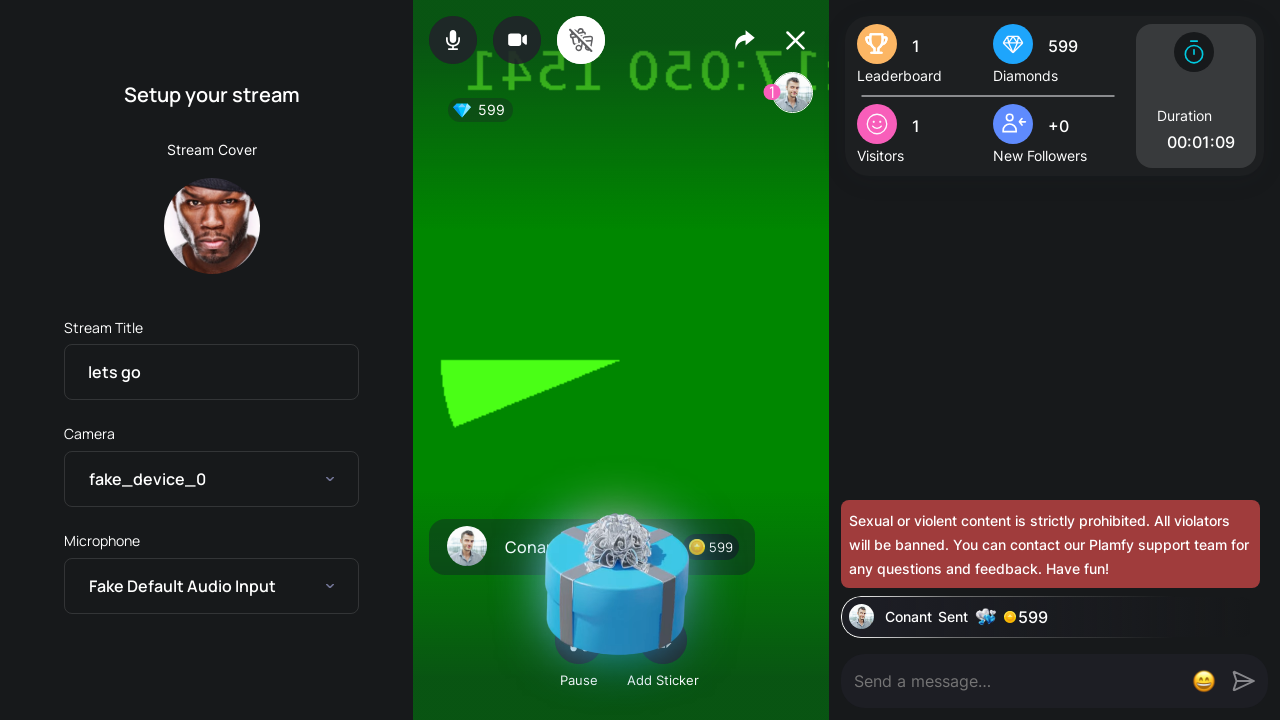 Setup your stream
Stream Cover
Stream Title
lets go
Camera
fake_device_0
Microphone
Fake Default Audio Input
:17:050 1541
599
1
599
Pause
Add Sticker
1
Leaderboard
599
Diamonds
1
Visitors
+0
New Followers
Duration
00:01:09
Sexual or violent content is strictly prohibited. All violators
will be banned. You can contact our Plamfy support team for
any questions and feedback. Have fun!
Conant Sent 599
Send a message...